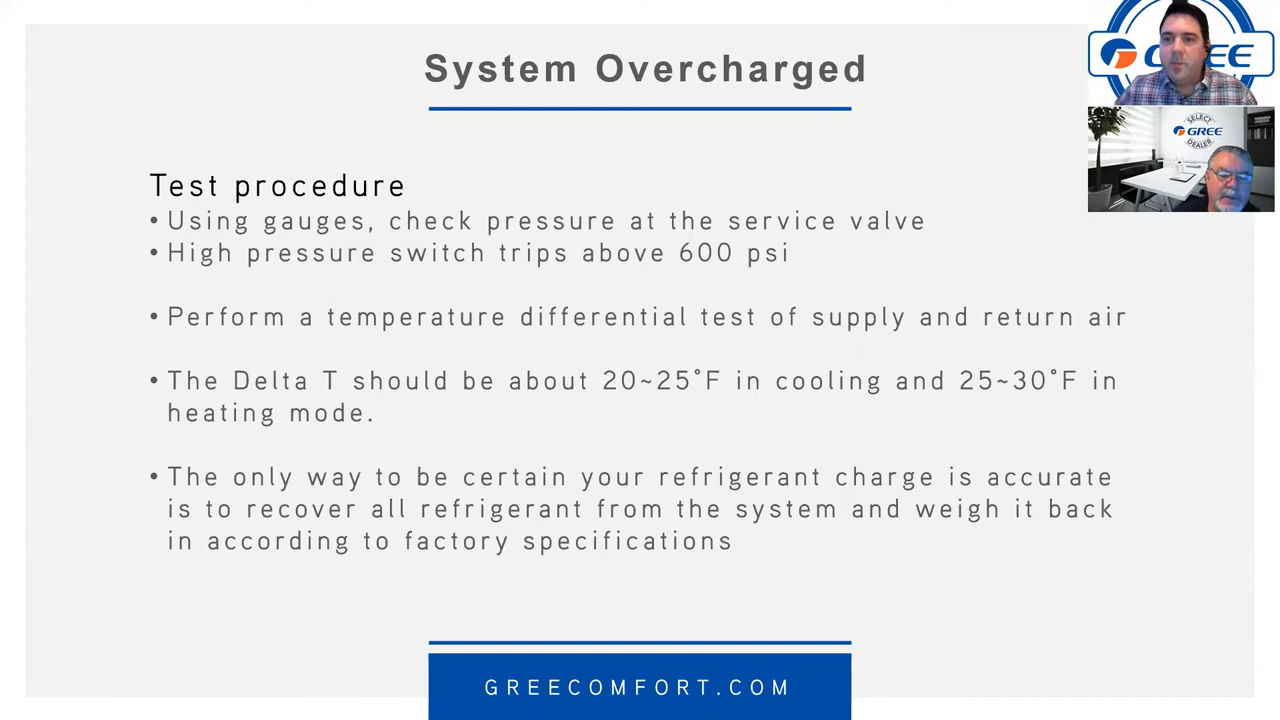 System Overcharged
GREE
SELECT
GREE
DEALER
Test procedure
• Using gauges, check pressure at the service valve
• High pressure switch trips above 600 psi
• Perform a temperature differential test of supply and return air
• The Delta T should be about 20~25°F in cooling and 25~30°F in
heating mode.
• The only way to be certain your refrigerant charge is accurate
is to recover all refrigerant from the system and weigh it back
in according to factory specifications
GREECOMFORT.COM